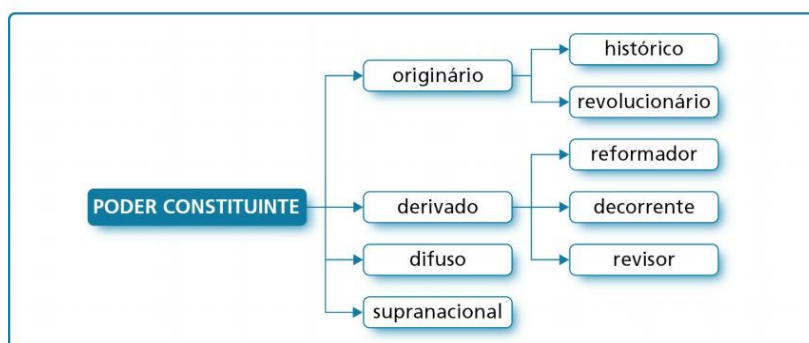 PODER CONSTITUINTE
originário
histórico
revolucionário
derivado
reformador
decorrente
revisor
difuso
supranacional